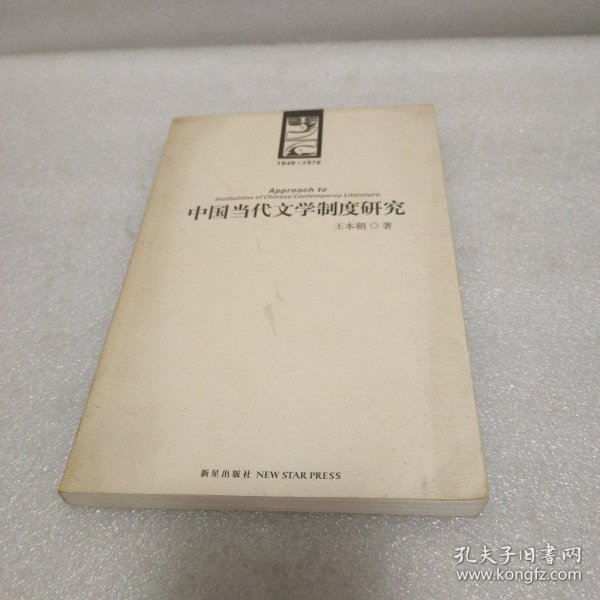 1949-1976
Approach to
Institutions of Chinese Contemporay Literature
中国当代文学制度研究
王本朝◎著
新星出版社 NEW STAR PRESS
孔夫子旧书网
www.kongfz.com